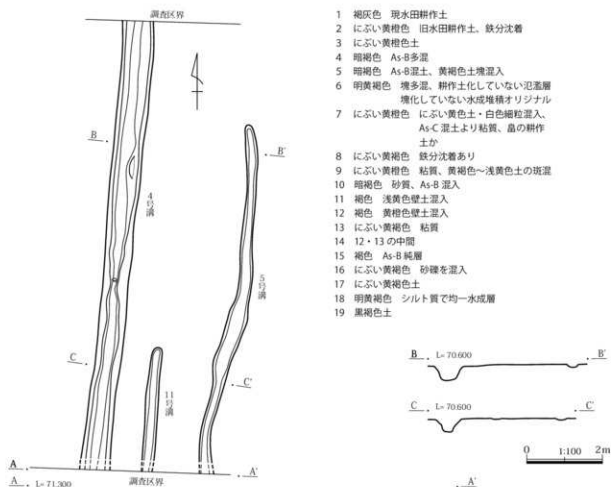 調査区界
B
B'
4号溝
5号溝
C
C'
11号溝
A
調査区界
A'
A L= 71.300
A'
1 褐灰色 現水田耕作土
2 にぶい黄橙色 旧水田耕作土、鉄分沈着
3 にぶい黄橙色土
4 暗褐色 As-B多混
5 暗褐色 As-B混土、黄褐色土塊混入
6 明黄褐色 塊多混、耕作土化していない氾濫層
塊化していない水成堆積オリジナル
7 にぶい黄橙色 にぶい黄色土・白色細粒混入、
As-C 混土より粘質、畠の耕作
土か
8 にぶい黄褐色 鉄分沈着あり
9 にぶい黄橙色 粘質、黄褐色～浅黄色土の斑混
10 暗褐色 砂質、As-B 混入
11 褐色 浅黄色壁土混入
12 褐色 黄橙色壁土混入
13 にぶい黄褐色 粘質
14 12・13 の中間
15 褐色 As-B 純層
16 にぶい黄褐色 砂礫を混入
17 にぶい黄褐色土
18 明黄褐色 シルト質で均一水成層
19 黒褐色土
B L= 70.600 B'
C L= 70.600 C'
0 1:100 2m